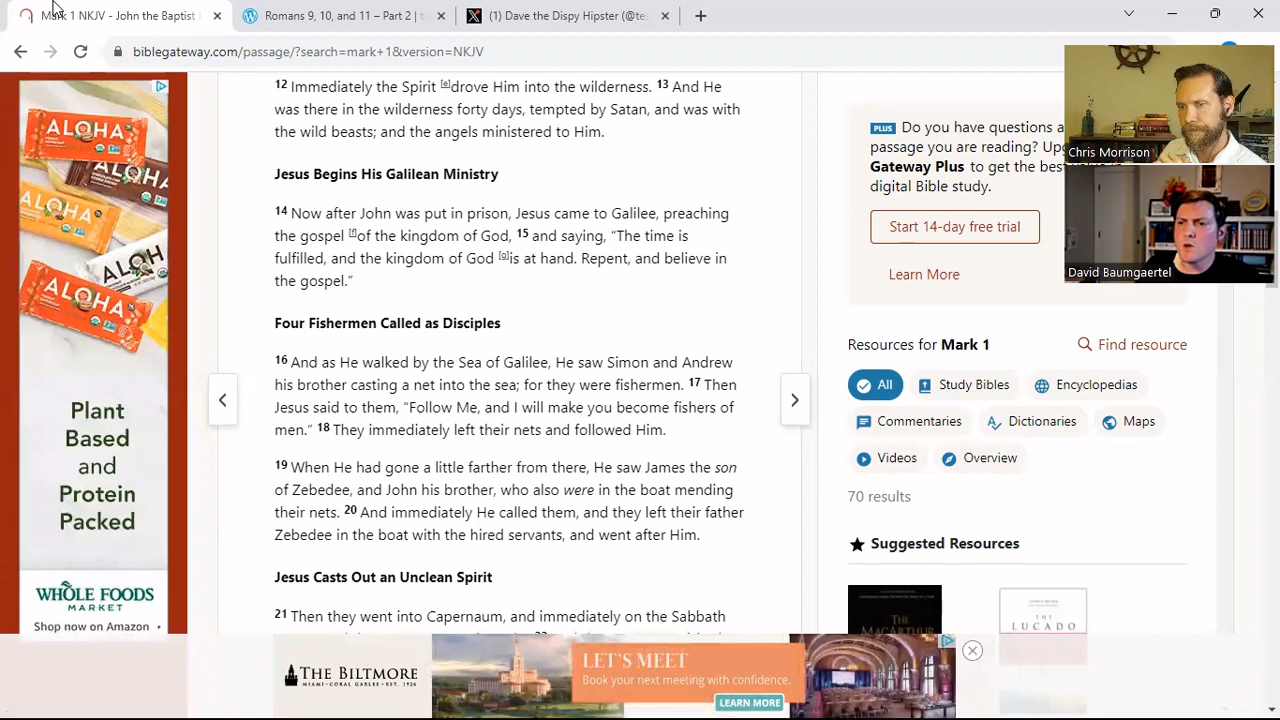 Mark 1 NKJV - John the Baptist
Romans 9, 10, and 11 – Part 2 | t
(1) Dave the Dispy Hipster (@te
biblegateway.com/passage/?search=mark+1&version=NKJV
12 Immediately the Spirit [e]drove Him into the wilderness. 13 And He
was there in the wilderness forty days, tempted by Satan, and was with
the wild beasts; and the angels ministered to Him.
Jesus Begins His Galilean Ministry
14 Now after John was put in prison, Jesus came to Galilee, preaching
the gospel [f]of the kingdom of God, 15 and saying, “The time is
fulfilled, and the kingdom of God [g]is at hand. Repent, and believe in
the gospel.”
Four Fishermen Called as Disciples
16 And as He walked by the Sea of Galilee, He saw Simon and Andrew
his brother casting a net into the sea; for they were fishermen. 17 Then
Jesus said to them, “Follow Me, and I will make you become fishers of
men.” 18 They immediately left their nets and followed Him.
19 When He had gone a little farther from there, He saw James the son
of Zebedee, and John his brother, who also were in the boat mending
their nets. 20 And immediately He called them, and they left their father
Zebedee in the boat with the hired servants, and went after Him.
Jesus Casts Out an Unclean Spirit
Then they went into Capernaum, and immediately on the Sabbath
ALOHA
ALOHA
ALOHA
ALOHA
ALOHA
Plant
Based
and
Protein
Packed
WHOLE FOODS
MARKET
Shop now on Amazon
PLUS Do you have questions a
passage you are reading? Up
Gateway Plus to get the bes
digital Bible study.
Start 14-day free trial
Learn More
Chris Morrison
David Baumgaertel
Resources for Mark 1
Find resource
All
Study Bibles
Encyclopedias
Commentaries
Dictionaries
Maps
Videos
Overview
70 results
Suggested Resources
THE
MACARTHUR
THE
LUCADO
THE BILTMORE
MIAMI-CORAL GABLES - EST. 1926
LET'S MEET
Book your next meeting with confidence.
LEARN MORE